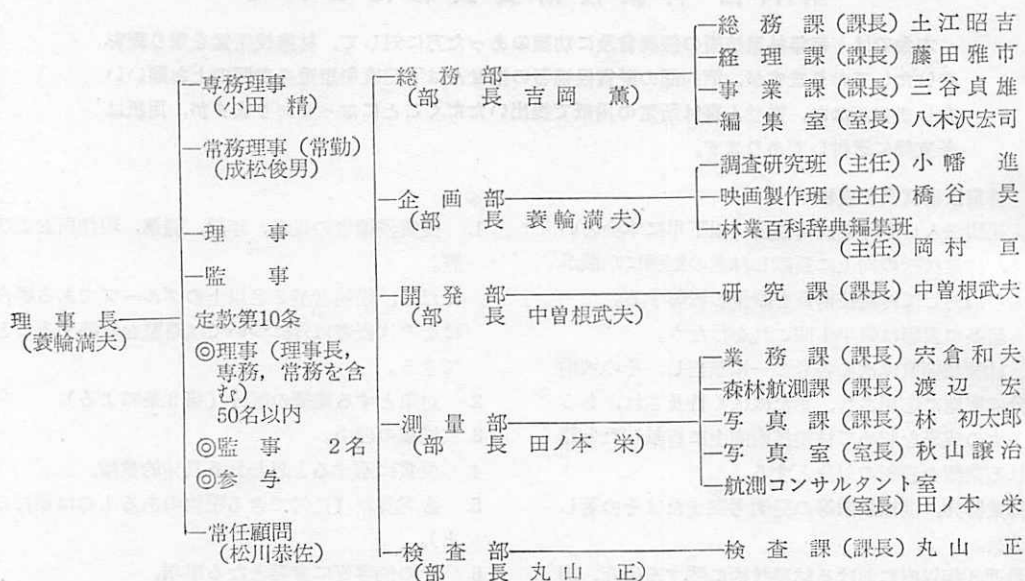 理事長
(蓑輪満夫)
専務理事
(小田 精)
常務理事(常勤)
(成松俊男)
理 事
監 事
定款第10条
◎理事(理事長,
専務,常務を含
む)
50名以内
◎監 事 2名
◎参 与
常任顧問
(松川恭佐)
総務部
(部 長 吉岡 薫)
総務課(課長)土江昭吉
経理課(課長)藤田雅市
事業課(課長)三谷貞雄
編集室(室長)八木沢宏司
企画部
(部 長 蓑輪満夫)
調査研究班(主任)小幡 進
映画製作班(主任)橋谷 昊
林業百科辞典編集班
(主任)岡村 亘
開発部
(部 長 中曽根武夫)
研究課(課長)中曽根武夫
測量部
(部 長 田ノ本 栄)
業務課(課長)宍倉和夫
森林航測課(課長)渡辺 宏
写真課(課長)林 初太郎
写真室(室長)秋山譲治
航測コンサルタント室
(室長)田ノ本 栄
検査部
(部 長 丸山 正)
検査課(課長)丸山 正